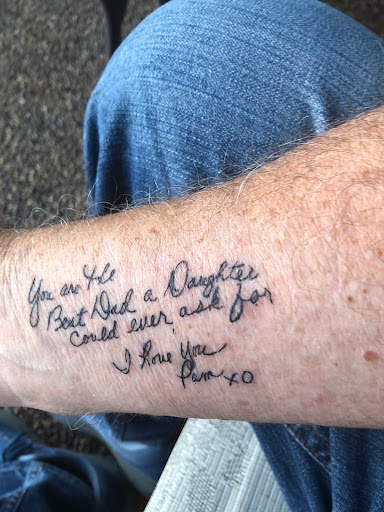 You are the
Best Dad a Daughter
Could ever ask for
I Love You
Pam xo